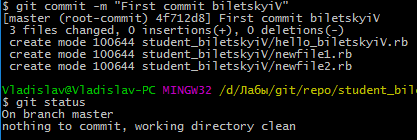 $ git commit -m "First commit biletskyiV"
[master (root-commit) 4f712d8] First commit biletskyiV
3 files changed, 0 insertions(+), 0 deletions(-)
create mode 100644 student_biletskyiV/hello_biletskyiV.rb
create mode 100644 student_biletskyiV/newfile1.rb
create mode 100644 student_biletskyiV/newfile2.rb
Vladislav@Vladislav-PC MINGW32 /d/Лабы/git/repo/student_bile
$ git status
On branch master
nothing to commit, working directory clean